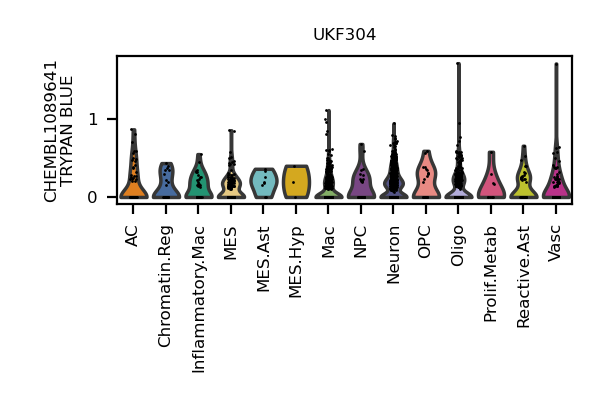 UKF304
CHEMBL1089641
TRYPAN BLUE
1
0
AC
Chromatin.Reg
Inflammatory.Mac
MES
MES.Ast
MES.Hyp
Mac
NPC
Neuron
OPC
Oligo
Prolif.Metab
Reactive.Ast
Vasc